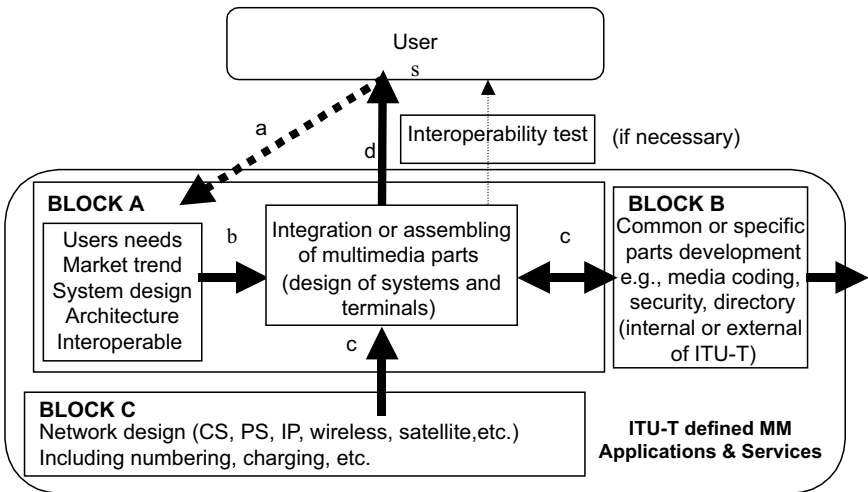 User
s
a
d
Interoperability test
(if necessary)
BLOCK A
Users needs
Market trend
System design
Architecture
Interoperable
b
Integration or assembling
of multimedia parts
(design of systems and
terminals)
c
BLOCK B
Common or specific
parts development
e.g., media coding,
security, directory
(internal or external
of ITU-T)
c
BLOCK C
Network design (CS, PS, IP, wireless, satellite,etc.)
Including numbering, charging, etc.
ITU-T defined MM
Applications & Services